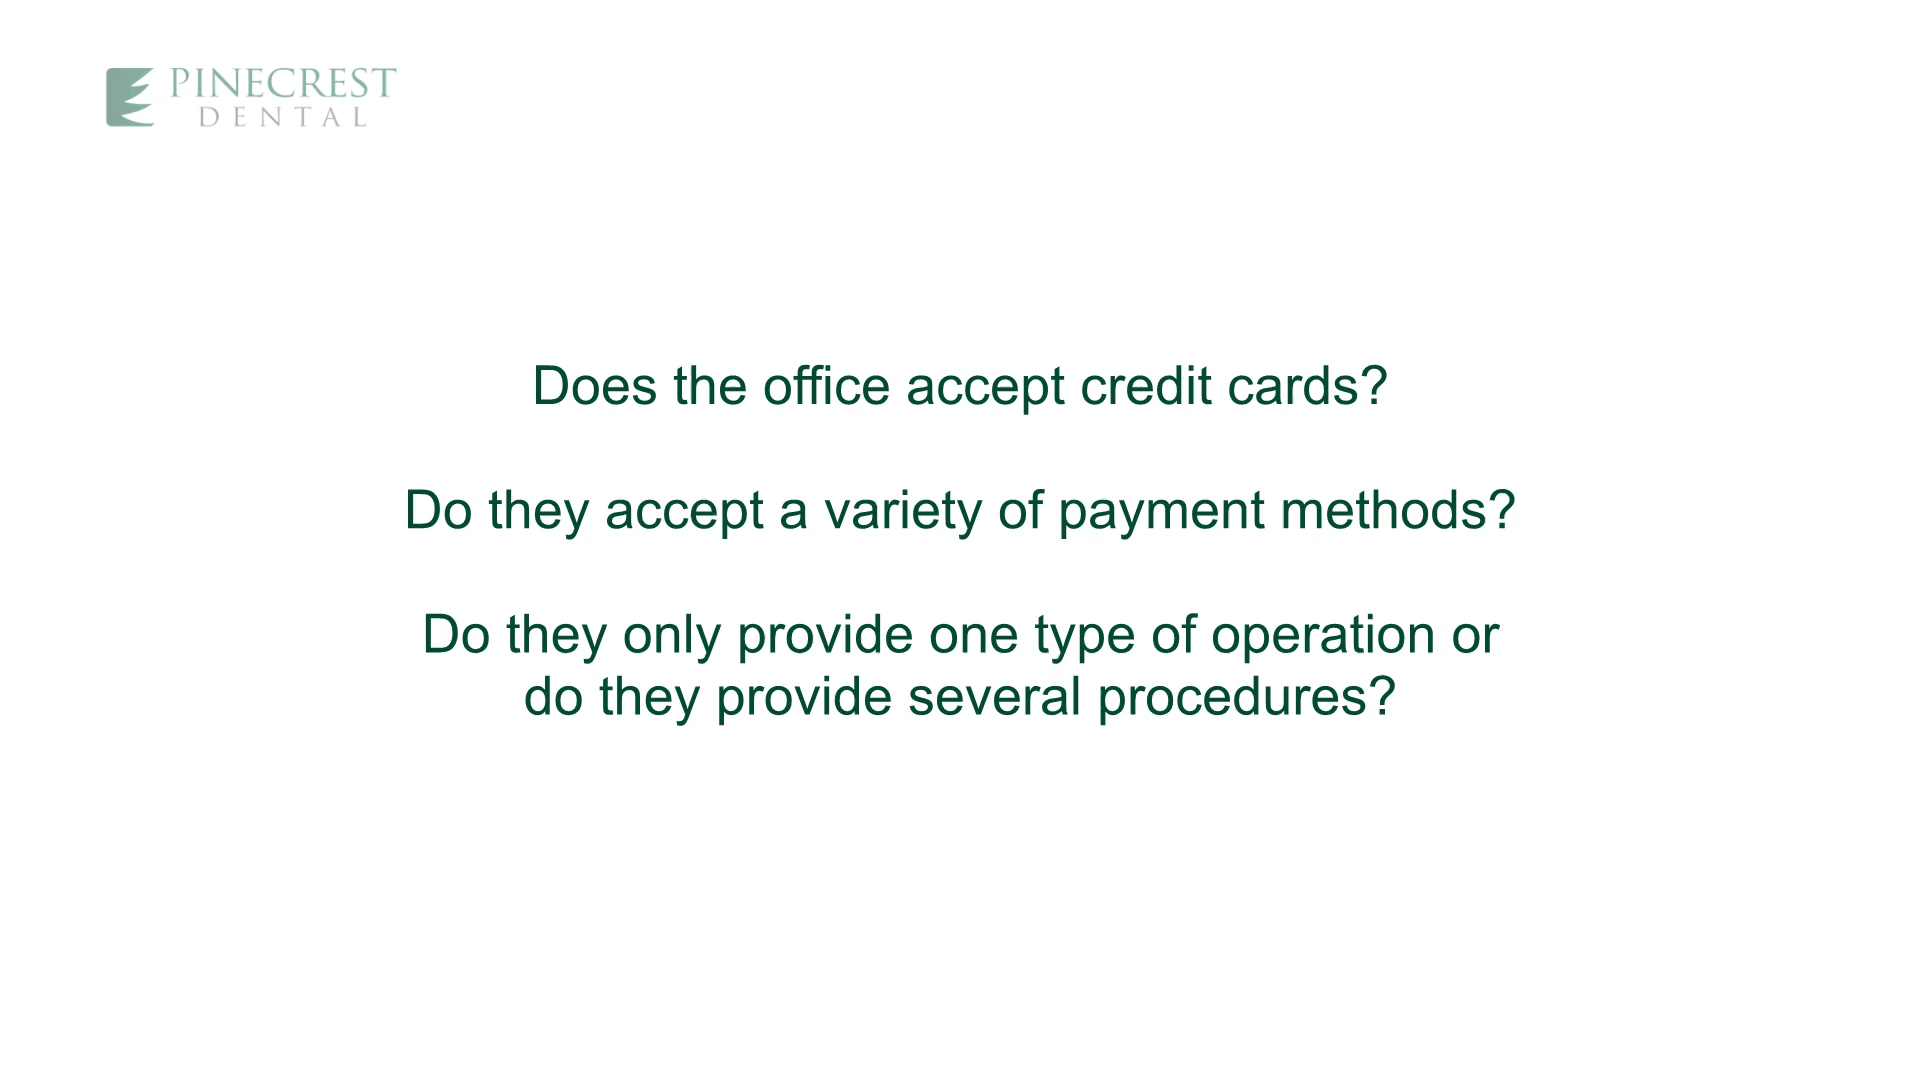 PINECREST
DENTAL
Does the office accept credit cards?
Do they accept a variety of payment methods?
Do they only provide one type of operation or
do they provide several procedures?